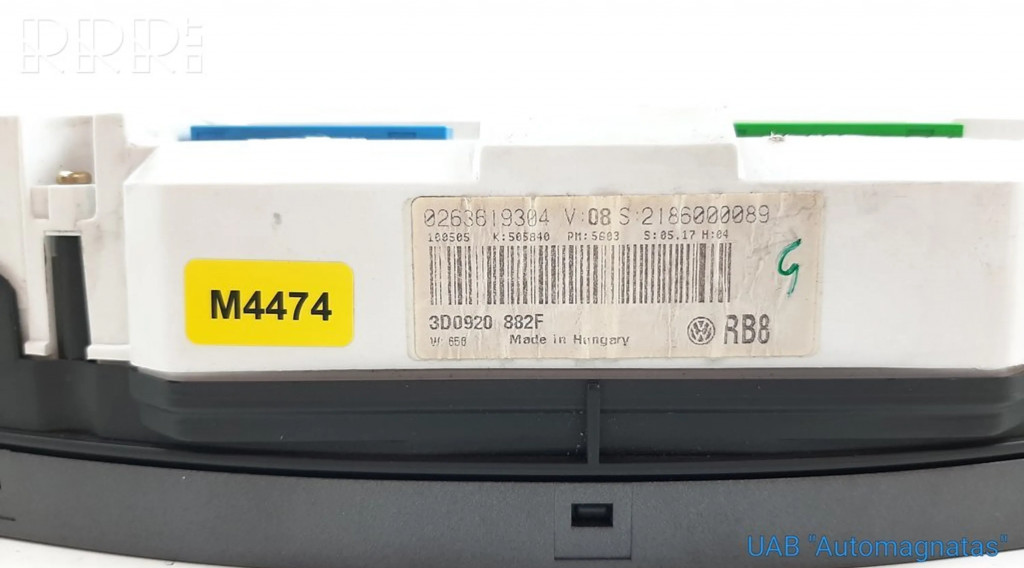 RRR
0263619304 V:08 S:2186000089
180505 K:505840 PM:5603 S:05.17 H:04
M4474
3D0920 882F
RB8
W: 656 Made in Hungary
UAB "Automagnatas"